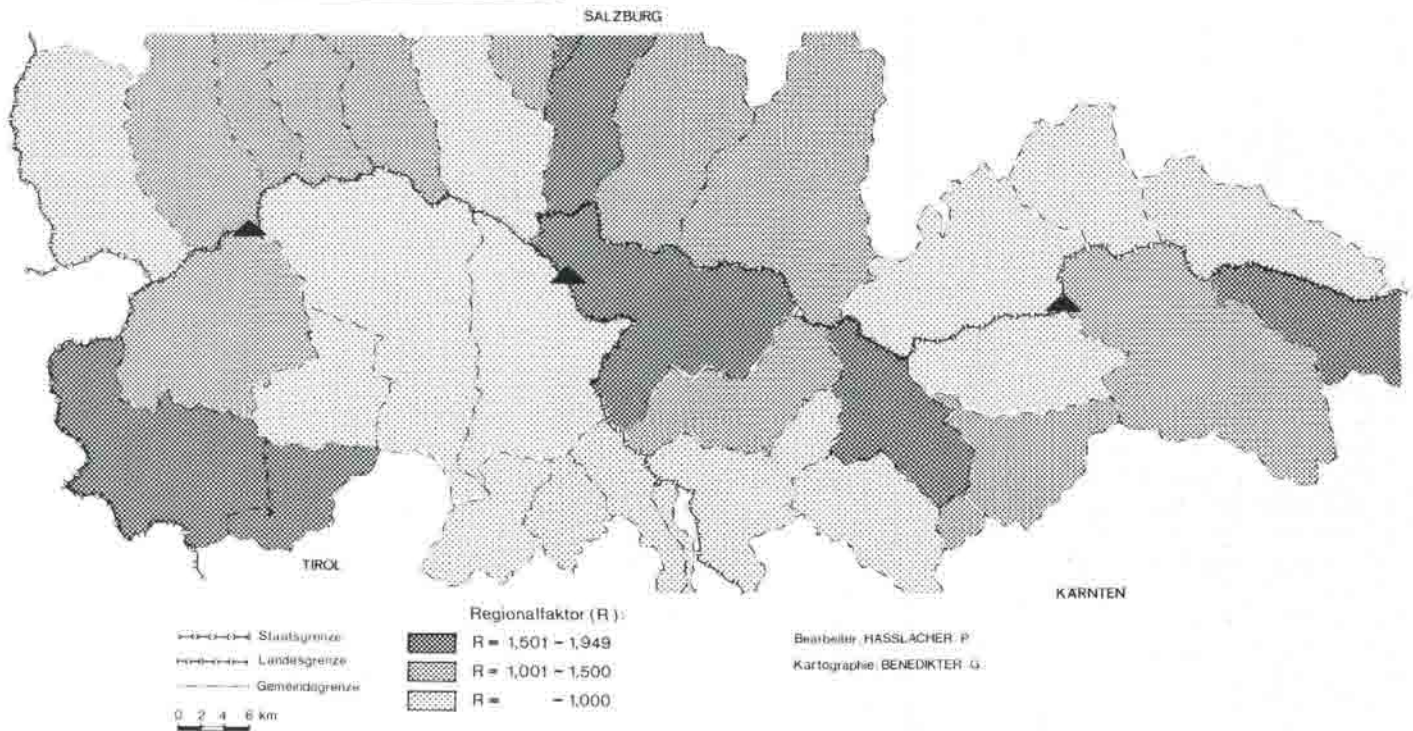 SALZBURG
TIROL
KÄRNTEN
Regionalfaktor (R):
R = 1,501 - 1,949
R = 1,001 - 1,500
R = - 1,000
Staatsgrenze
Landesgrenze
Gemeindegrenze
0 2 4 6 km
Bearbeiter: HASSLACHER P.
Kartographie: BENEDIKTER G.